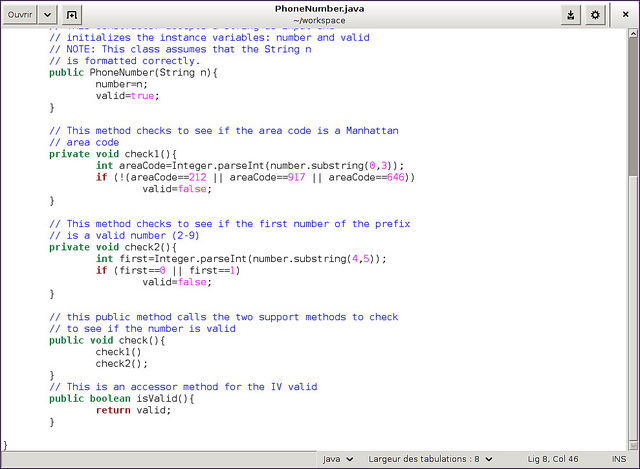 Ouvrir
PhoneNumber.java
~/workspace
// This constructor accepts a String as input and
// initializes the instance variables: number and valid
// NOTE: This class assumes that the String n
// is formatted correctly.
public PhoneNumber(String n){
number=n;
valid=true;
}
// This method checks to see if the area code is a Manhattan
// area code
private void check1(){
int areaCode=Integer.parseInt(number.substring(0,3));
if (!(areaCode==212 || areaCode==917 || areaCode==646))
valid=false;
}
// This method checks to see if the first number of the prefix
// is a valid number (2-9)
private void check2(){
int first=Integer.parseInt(number.substring(4,5));
if (first==0 || first==1)
valid=false;
}
// this public method calls the two support methods to check
// to see if the number is valid
public void check(){
check1()
check2();
}
// This is an accessor method for the IV valid
public boolean isValid(){
return valid;
}
}
Java Largeur des tabulations : 8 Lig 8, Col 46 INS